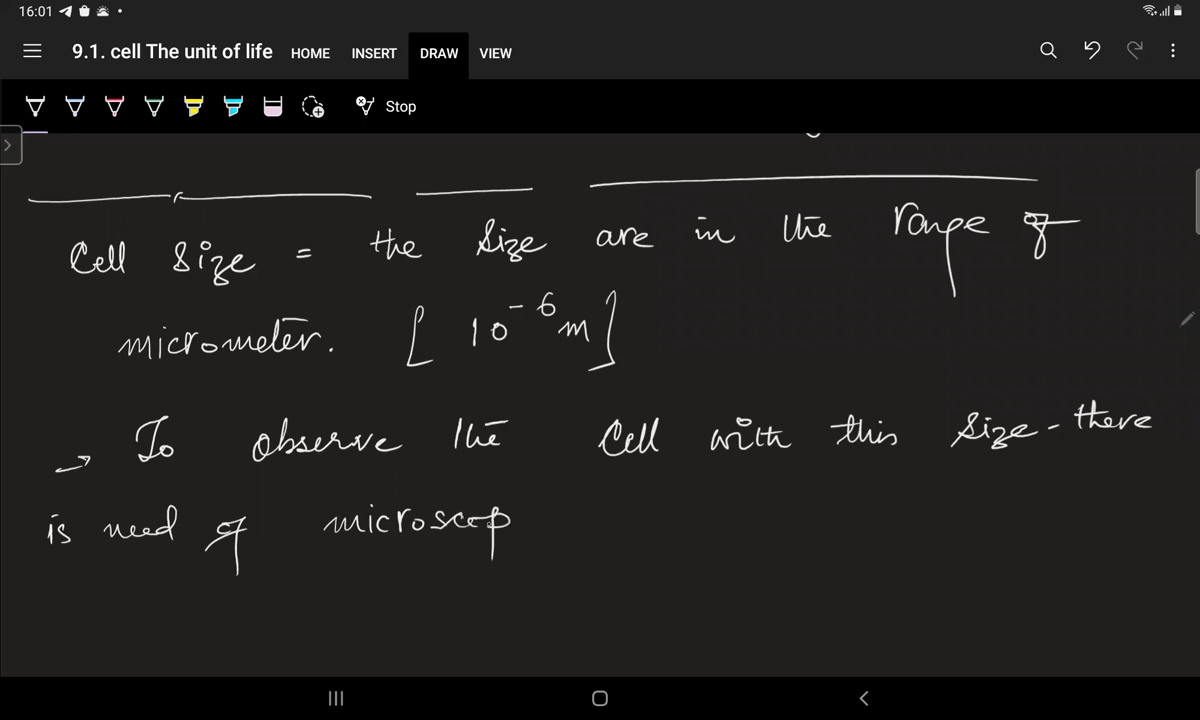 16:01
9.1. cell The unit of life HOME INSERT DRAW VIEW
Stop
Cell Size = the size are in the range of
micrometer. [ 10⁻⁶m]
→ To observe the Cell with this size - there
is need of microscop